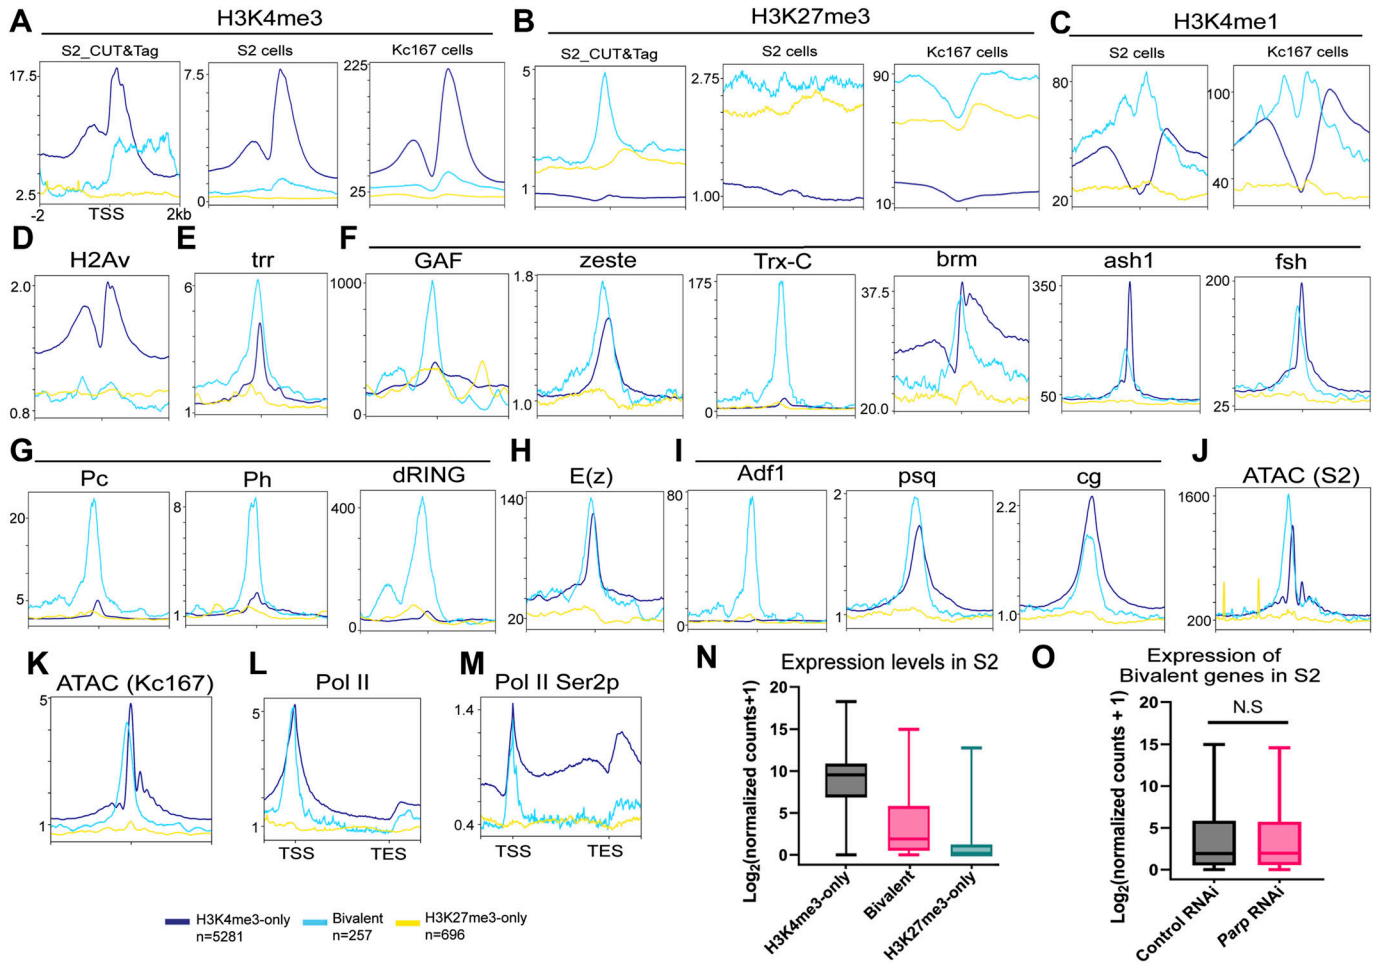 A
H3K4me3
B
H3K27me3
C
H3K4me1
S2_CUT&Tag
S2 cells
Kc167 cells
S2_CUT&Tag
S2 cells
Kc167 cells
S2 cells
Kc167 cells
17.5
2.5
-2
TSS
2kb
7.5
0
225
25
5
1
2.75
1.00
90
10
80
20
100
40
D
E
F
H2Av
trr
GAF
zeste
Trx-C
brm
ash1
fsh
2.0
0.8
6
1
1000
0
1.8
1.0
175
0
37.5
20.0
350
50
200
25
G
H
I
J
Pc
Ph
dRING
E(z)
Adf1
psq
cg
ATAC (S2)
20
5
8
1
400
0
140
20
80
0
2
1
2.2
1.0
1600
200
K
L
M
N
O
ATAC (Kc167)
Pol II
Pol II Ser2p
Expression levels in S2
Expression of
Bivalent genes in S2
5
1
5
1
TSS
TES
1.4
0.4
TSS
TES
Log2(normalized counts+1)
20
15
10
5
0
H3K4me3-only
Bivalent
H3K27me3-only
Log2(normalized counts + 1)
20
15
10
5
0
N.S
Control RNAi
Parp RNAi
H3K4me3-only
n=5281
Bivalent
n=257
H3K27me3-only
n=696